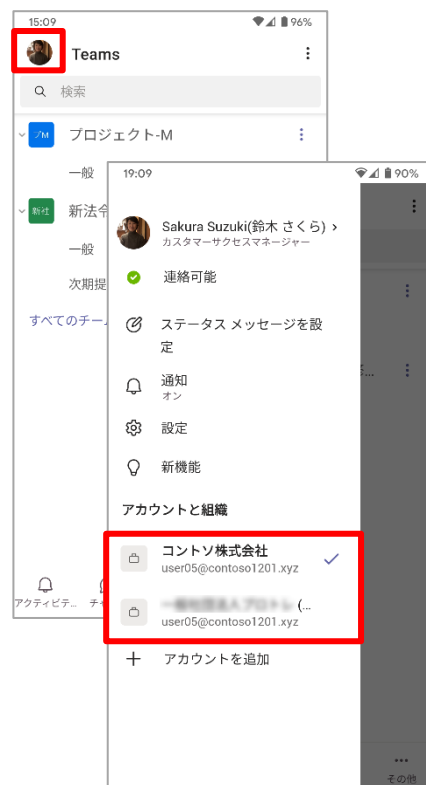 15:09
96%
Teams
検索
プM
プロジェクト-M
一般
新社
新法令
一般
次期提
すべてのチー
アクティビテ...
チ
19:09
90%
Sakura Suzuki(鈴木 さくら) >
カスタマーサクセスマネージャー
連絡可能
ステータス メッセージを設
定
通知
オン
設定
新機能
アカウントと組織
コントソ株式会社
user05@contoso1201.xyz
(...
user05@contoso1201.xyz
アカウントを追加
その他